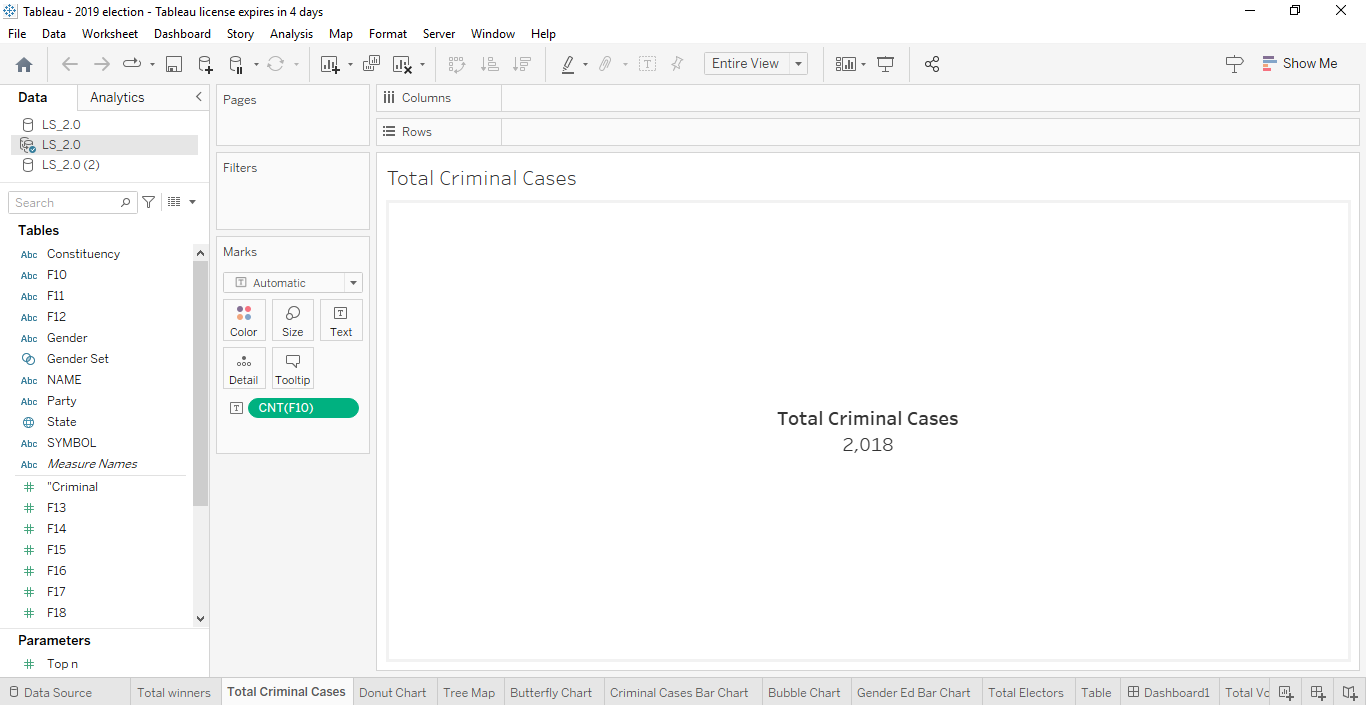 Tableau - 2019 election - Tableau license expires in 4 days
File Data Worksheet Dashboard Story Analysis Map Format Server Window Help
Entire View
Show Me
Data Analytics
LS_2.0
LS_2.0
LS_2.0 (2)
Search
Tables
Abc Constituency
Abc F10
Abc F11
Abc F12
Abc Gender
Gender Set
Abc NAME
Abc Party
State
Abc SYMBOL
Abc Measure Names
# "Criminal
# F13
# F14
# F15
# F16
# F17
# F18
Parameters
# Top n
Pages
Filters
Marks
T Automatic
Color Size T Text
Detail Tooltip
T CNT(F10)
Columns
Rows
Total Criminal Cases
Total Criminal Cases
2,018
Data Source Total winners Total Criminal Cases Donut Chart Tree Map Butterfly Chart Criminal Cases Bar Chart Bubble Chart Gender Ed Bar Chart Total Electors Table Dashboard1 Total Vo